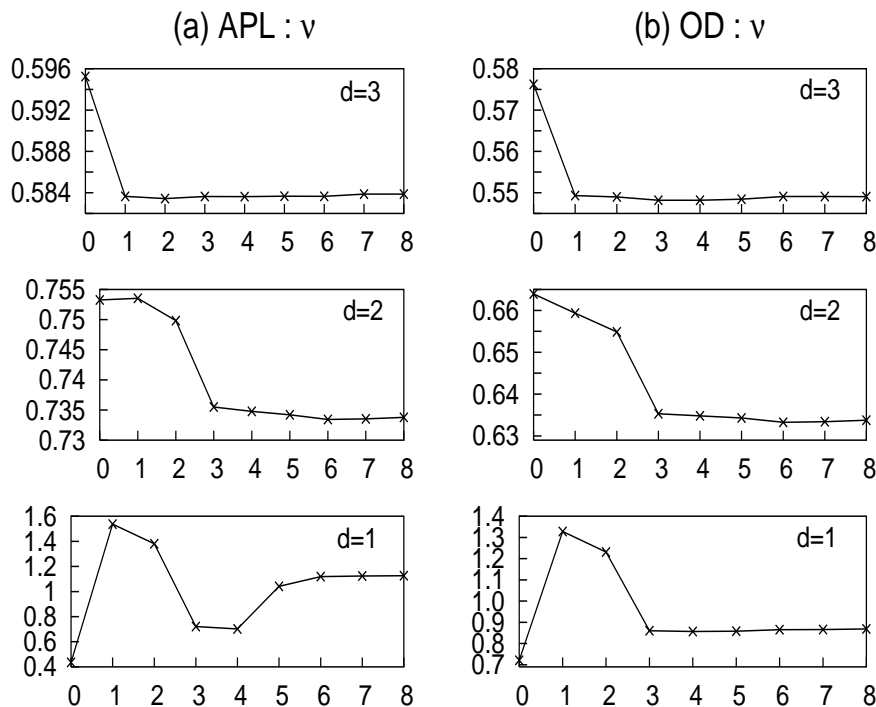 (a) APL : ν
(b) OD : ν
0.596
0.592
0.588
0.584
d=3
0 1 2 3 4 5 6 7 8
0.58
0.57
0.56
0.55
d=3
0 1 2 3 4 5 6 7 8
0.755
0.75
0.745
0.74
0.735
0.73
d=2
0 1 2 3 4 5 6 7 8
0.66
0.65
0.64
0.63
d=2
0 1 2 3 4 5 6 7 8
1.6
1.4
1.2
1
0.8
0.6
0.4
d=1
0 1 2 3 4 5 6 7 8
1.4
1.3
1.2
1.1
1.0
0.9
0.8
0.7
d=1
0 1 2 3 4 5 6 7 8